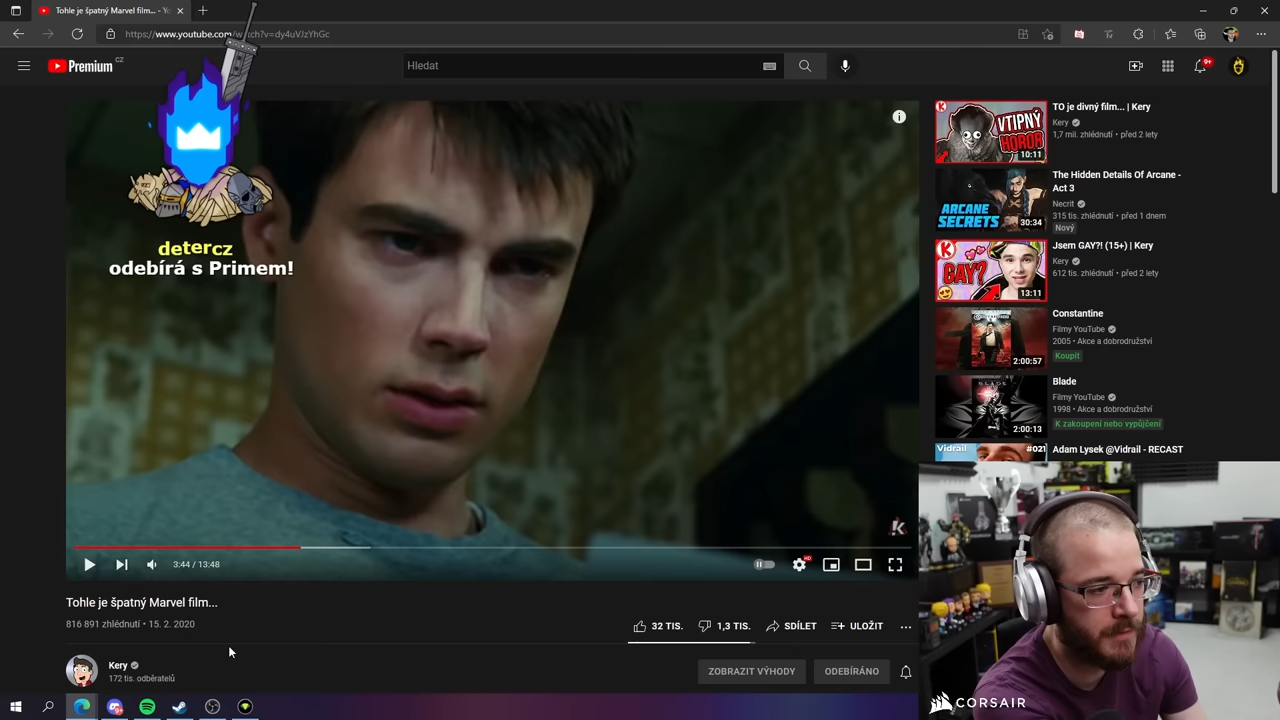 Tohle je špatný Marvel film... - Yo
https://www.youtube.com/watch?v=dy4uVJzYhGc
Premium CZ
Hledat
9+
detercz
odebírá s Primem!
3:44 / 13:48
HD
Tohle je špatný Marvel film...
816 891 zhlédnutí • 15. 2. 2020
32 TIS.
1,3 TIS.
SDÍLET
ULOŽIT
Kery
172 tis. odběratelů
ZOBRAZIT VÝHODY
ODEBÍRÁNO
VTIPNÝ
HOROR
10:11
TO je divný film... | Kery
Kery
1,7 mil. zhlédnutí • před 2 lety
ARCANE
SECRETS
30:34
The Hidden Details Of Arcane -
Act 3
Necrit
315 tis. zhlédnutí • před 1 dnem
Nový
GAY?
13:11
Jsem GAY?! (15+) | Kery
Kery
612 tis. zhlédnutí • před 2 lety
2:00:57
Constantine
Filmy YouTube
2005 • Akce a dobrodružství
Koupit
BLADE
2:00:13
Blade
Filmy YouTube
1998 • Akce a dobrodružství
K zakoupení nebo vypůjčení
Vidrail
#021
Adam Lysek @Vidrail - RECAST
CORSAIR